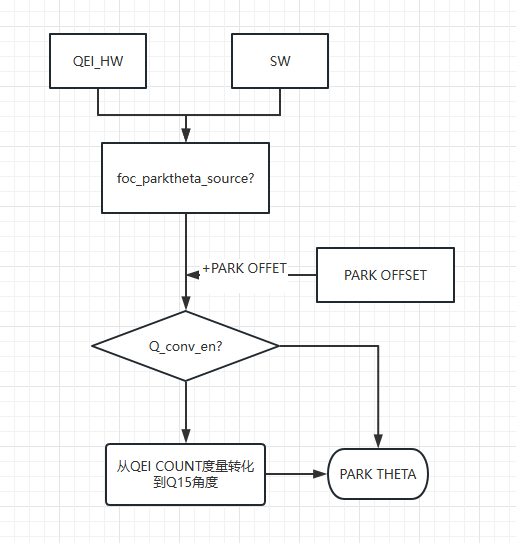 QEI_HW
SW
foc_parktheta_source?
+PARK OFFET
PARK OFFSET
Q_conv_en?
从QEI COUNT度量转化
到Q15角度
PARK THETA